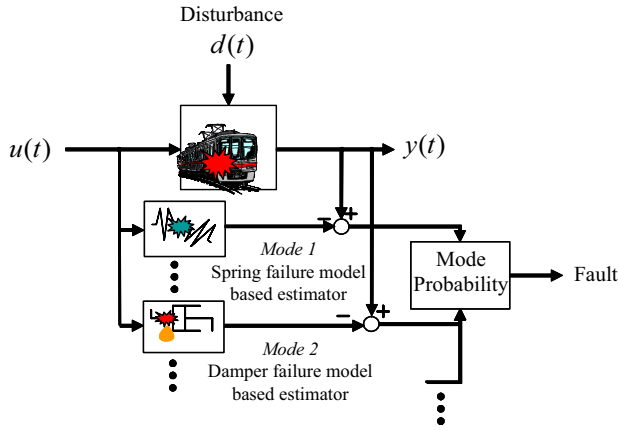 Disturbance
d(t)
u(t)
y(t)
− +
Mode 1
Spring failure model
based estimator
Mode
Probability
Fault
− +
Mode 2
Damper failure model
based estimator